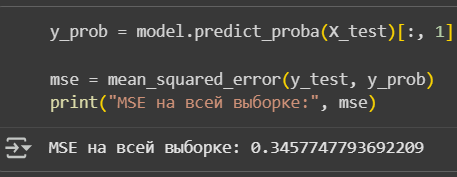 y_prob = model.predict_proba(X_test)[:, 1]
mse = mean_squared_error(y_test, y_prob)
print("MSE на всей выборке:", mse)
MSE на всей выборке: 0.3457747793692209